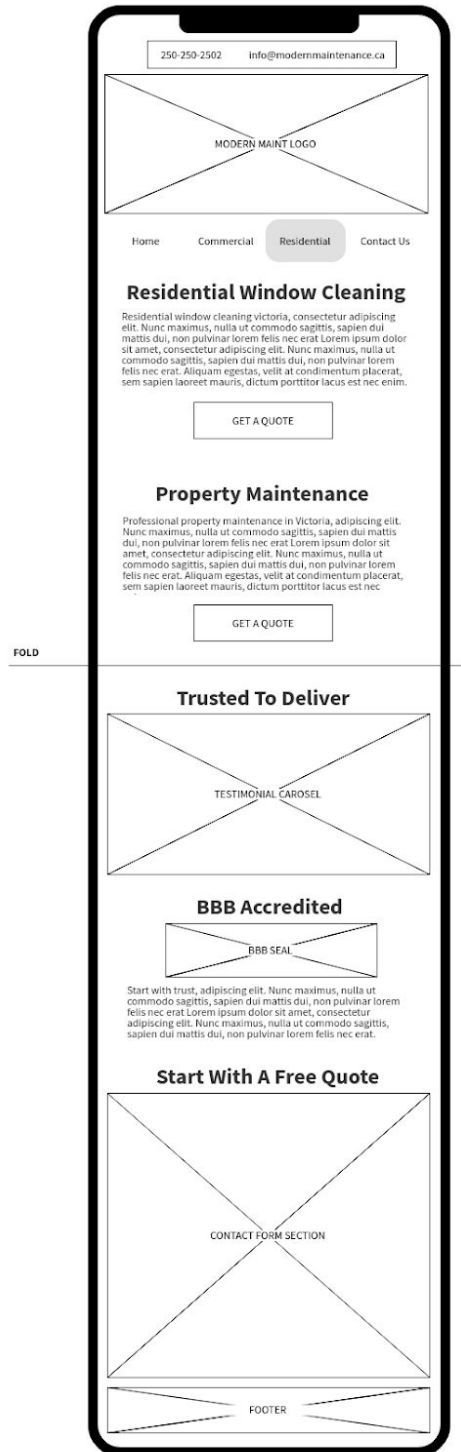 250-250-2502 info@modernmaintenance.ca
MODERN MAINT LOGO
Home Commercial Residential Contact Us
Residential Window Cleaning
Residential window cleaning victoria, consectetur adipiscing
elit. Nunc maximus, nulla ut commodo sagittis, sapien dui
mattis dui, non pulvinar lorem felis nec erat Lorem ipsum dolor
sit amet, consectetur adipiscing elit. Nunc maximus, nulla ut
commodo sagittis, sapien dui mattis dui, non pulvinar lorem
felis nec erat. Aliquam egestas, velit at condimentum placerat,
sem sapien laoreet mauris, dictum porttitor lacus est nec enim.
GET A QUOTE
Property Maintenance
Professional property maintenance in Victoria, adipiscing elit.
Nunc maximus, nulla ut commodo sagittis, sapien dui mattis
dui, non pulvinar lorem felis nec erat Lorem ipsum dolor sit
amet, consectetur adipiscing elit. Nunc maximus, nulla ut
commodo sagittis, sapien dui mattis dui, non pulvinar lorem
felis nec erat. Aliquam egestas, velit at condimentum placerat,
sem sapien laoreet mauris, dictum porttitor lacus est nec
GET A QUOTE
FOLD
Trusted To Deliver
TESTIMONIAL CAROSEL
BBB Accredited
BBB SEAL
Start with trust, adipiscing elit. Nunc maximus, nulla ut
commodo sagittis, sapien dui mattis dui, non pulvinar lorem
felis nec erat Lorem ipsum dolor sit amet, consectetur
adipiscing elit. Nunc maximus, nulla ut commodo sagittis,
sapien dui mattis dui, non pulvinar lorem felis nec erat.
Start With A Free Quote
CONTACT FORM SECTION
FOOTER